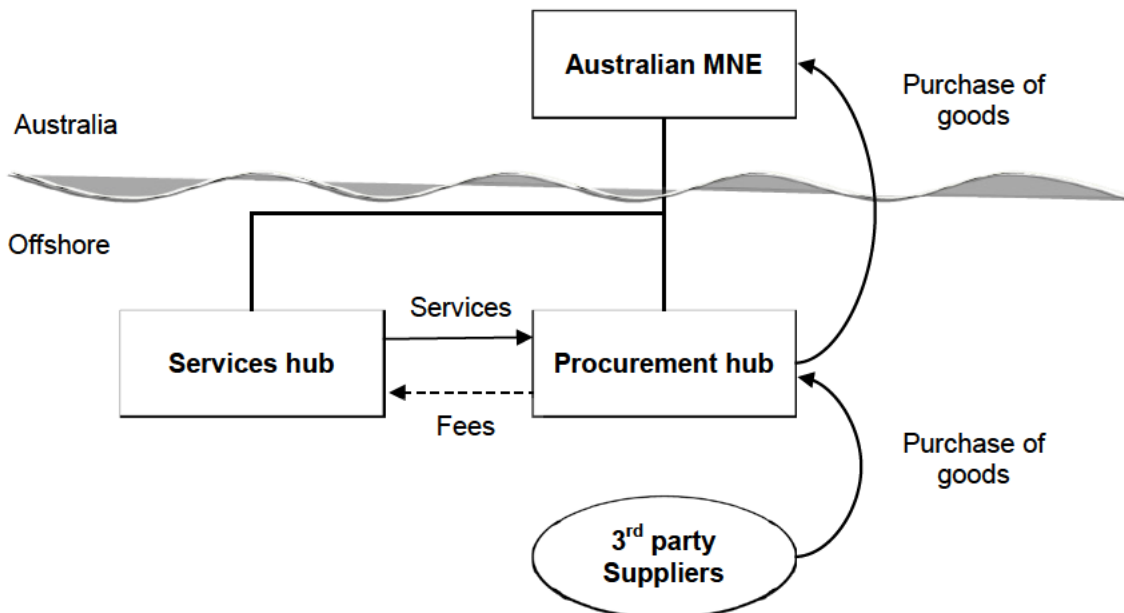 Australian MNE
Purchase of
goods
Australia
Offshore
Services
Services hub
Procurement hub
Fees
Purchase of
goods
3rd party
Suppliers